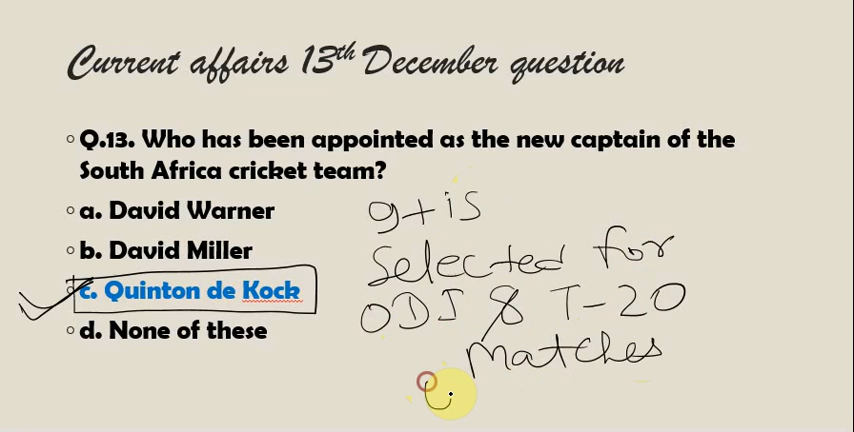 Current affairs 13th December question
Q.13. Who has been appointed as the new captain of the
South Africa cricket team?
a. David Warner
b. David Miller
c. Quinton de Kock
d. None of these
It is
Selected for
ODI & T-20
matches